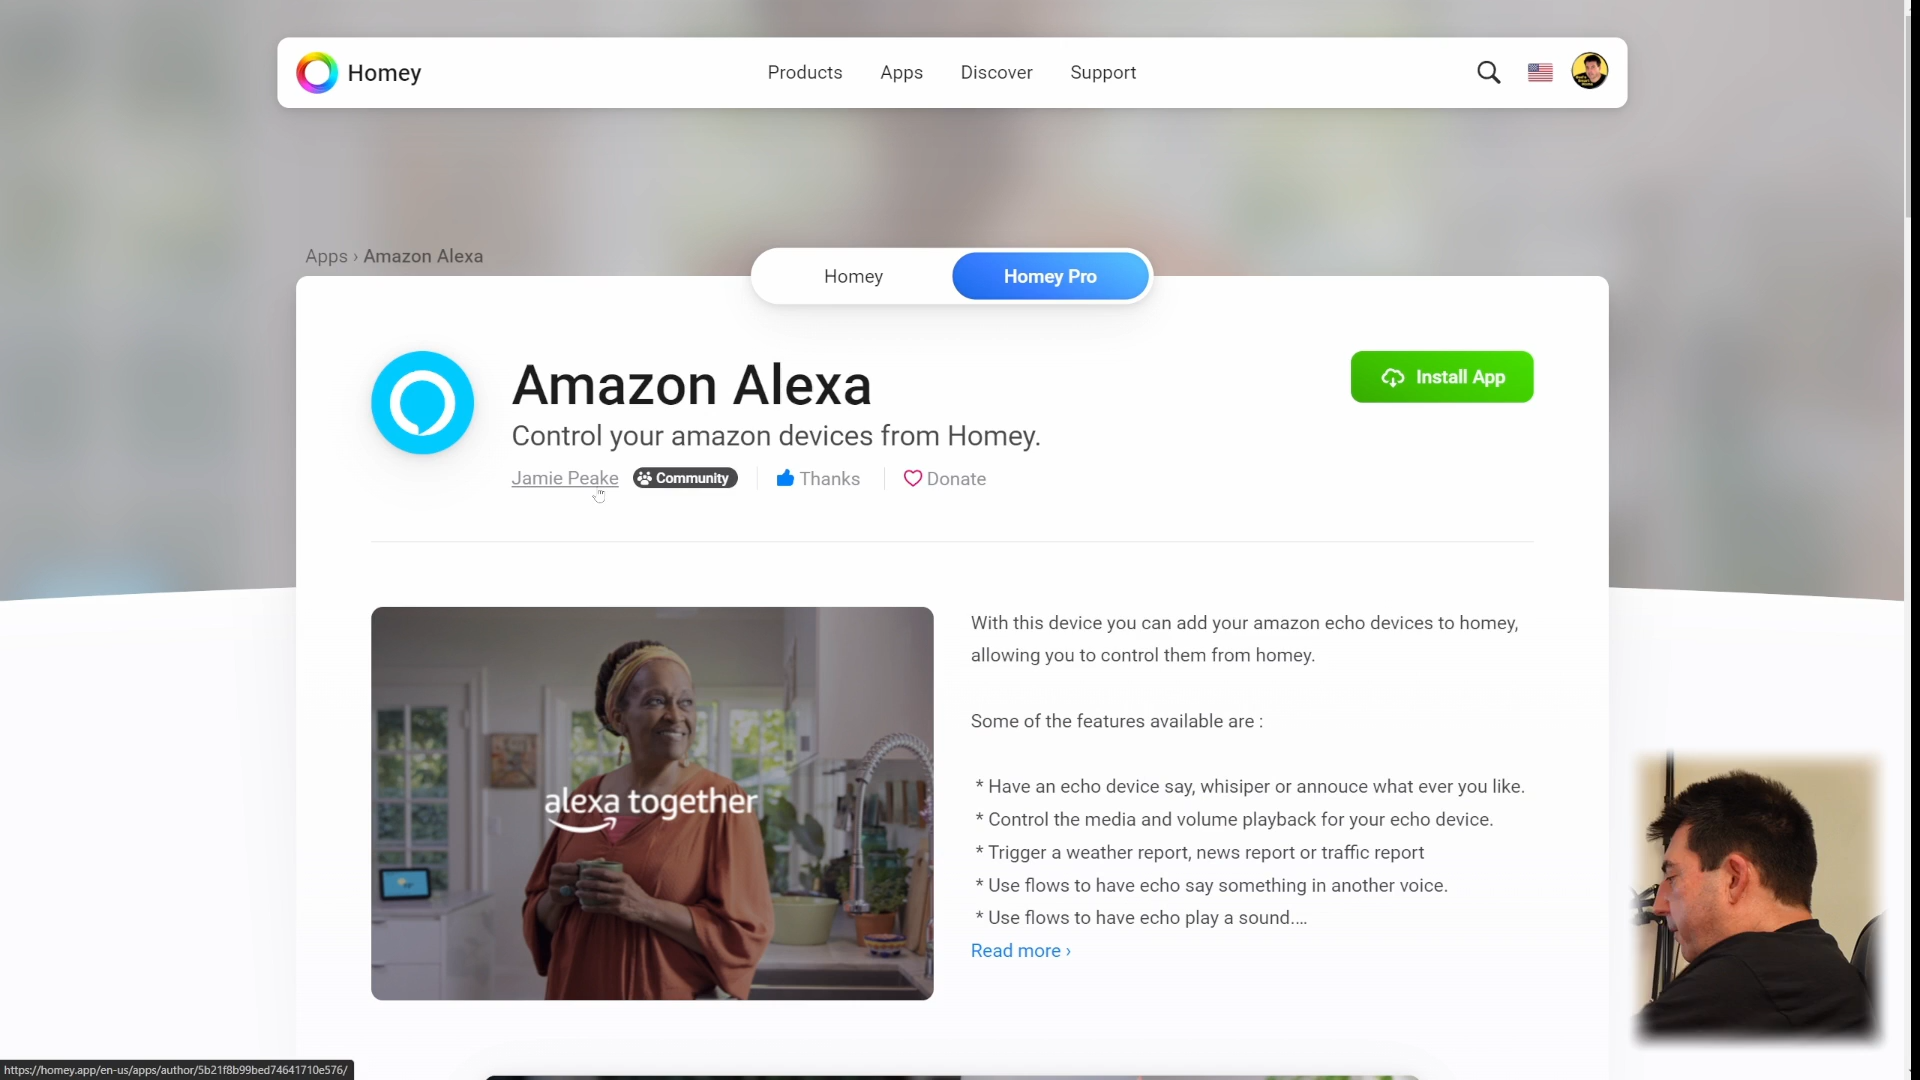 Homey
Products
Apps
Discover
Support
Apps › Amazon Alexa
Homey
Homey Pro
Amazon Alexa
Install App
Control your amazon devices from Homey.
Jamie Peake
Community
Thanks
Donate
With this device you can add your amazon echo devices to homey,
allowing you to control them from homey.
Some of the features available are :
* Have an echo device say, whisiper or annouce what ever you like.
* Control the media and volume playback for your echo device.
* Trigger a weather report, news report or traffic report
* Use flows to have echo say something in another voice.
* Use flows to have echo play a sound....
Read more ›
alexa together
https://homey.app/en-us/apps/author/5b21f8b99bed74641710e576/